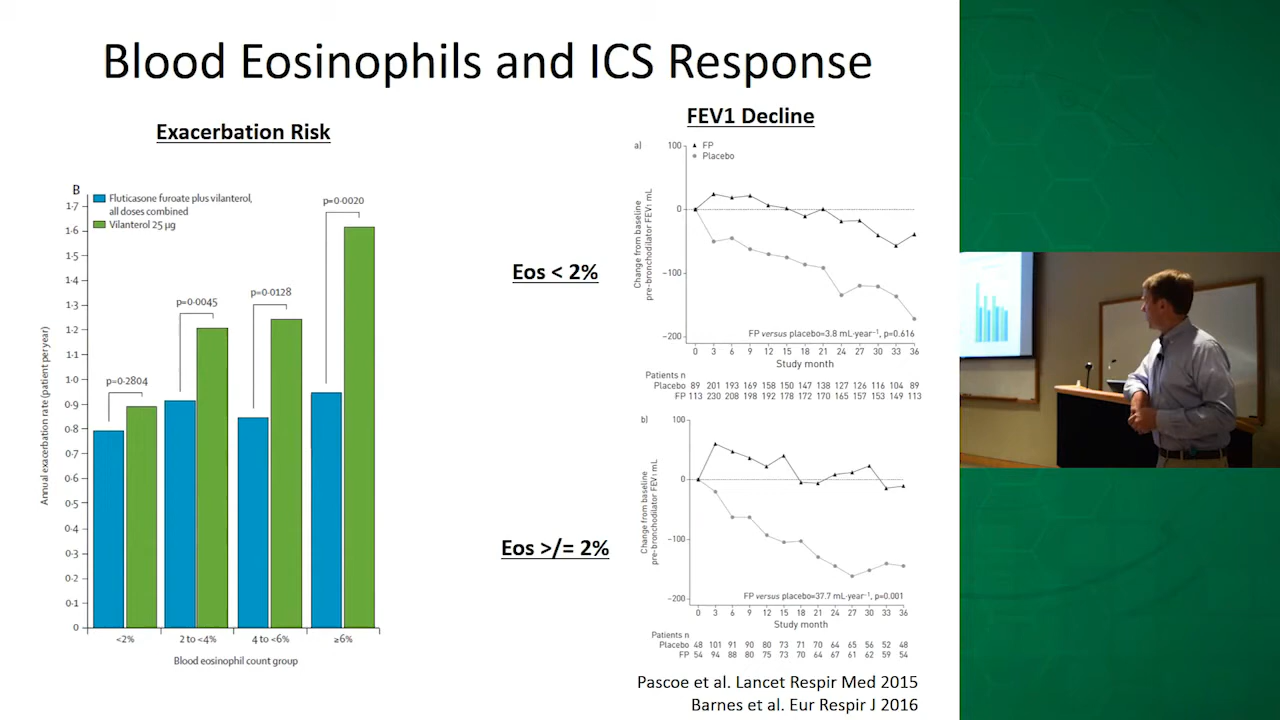 Blood Eosinophils and ICS Response
Exacerbation Risk
B
Fluticasone furoate plus vilanterol,
all doses combined
Vilanterol 25 µg
Annual exacerbation rate (patient per year)
1·7
1·6
1·5
1·4
1·3
1·2
1·1
1·0
0·9
0·8
0·7
0·6
0·5
0·4
0·3
0·2
0·1
0
p=0·2804
p=0·0045
p=0·0128
p=0·0020
<2%
2 to <4%
4 to <6%
≥6%
Blood eosinophil count group
Eos < 2%
Eos >/= 2%
FEV1 Decline
a)
FP
Placebo
Change from baseline
pre-bronchodilator FEV1 mL
100
0
−100
−200
FP versus placebo=3.8 mL·year⁻¹, p=0.616
0 3 6 9 12 15 18 21 24 27 30 33 36
Study month
Patients n
Placebo 89 201 193 169 158 150 147 138 127 126 116 104 89
FP 113 230 208 198 192 178 172 170 165 157 153 149 113
b)
Change from baseline
pre-bronchodilator FEV1 mL
100
0
−100
−200
FP versus placebo=37.7 mL·year⁻¹, p=0.001
0 3 6 9 12 15 18 21 24 27 30 33 36
Study month
Patients n
Placebo 48 101 91 90 80 73 71 70 64 65 56 52 48
FP 54 94 88 80 75 73 70 64 67 61 62 59 54
Pascoe et al. Lancet Respir Med 2015
Barnes et al. Eur Respir J 2016